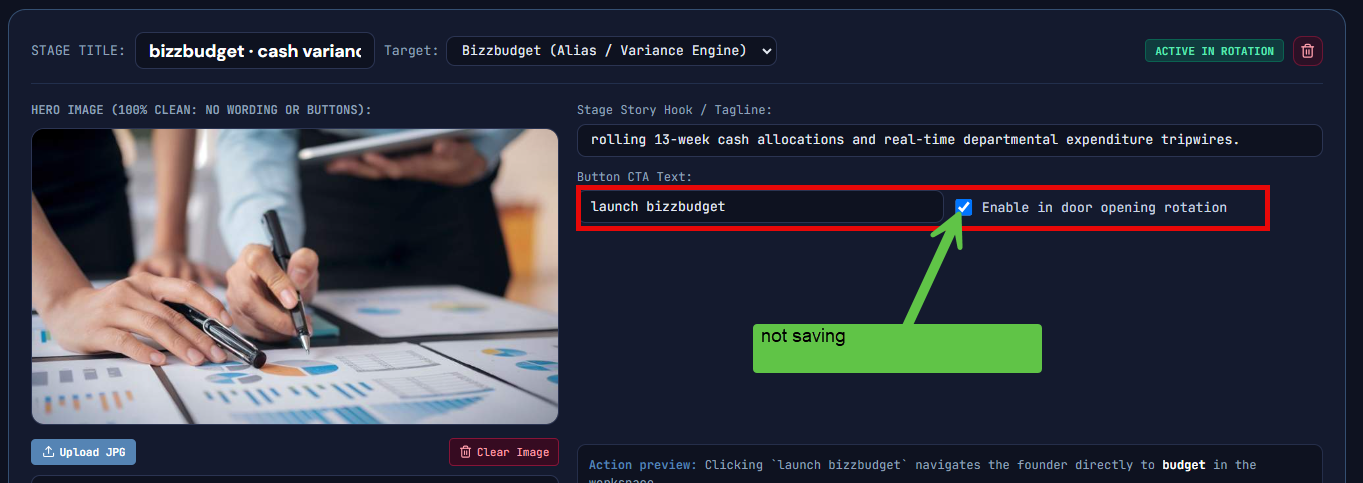 STAGE TITLE: bizzbudget · cash varianc Target: Bizzbudget (Alias / Variance Engine) ACTIVE IN ROTATION
HERO IMAGE (100% CLEAN: NO WORDING OR BUTTONS):
Stage Story Hook / Tagline:
rolling 13-week cash allocations and real-time departmental expenditure tripwires.
Button CTA Text:
launch bizzbudget Enable in door opening rotation
not saving
Upload JPG Clear Image
Action preview: Clicking `launch bizzbudget` navigates the founder directly to budget in the
workspace